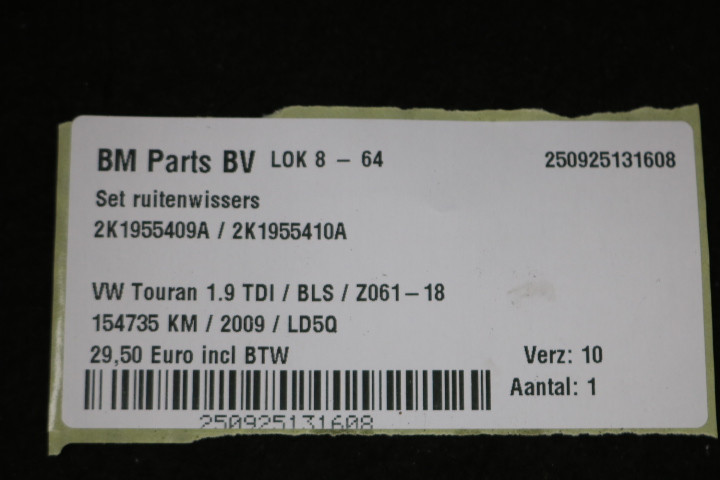 BM Parts BV LOK 8 - 64 250925131608
Set ruitenwissers
2K1955409A / 2K1955410A
VW Touran 1.9 TDI / BLS / Z061-18
154735 KM / 2009 / LD5Q
29,50 Euro incl BTW Verz: 10
Aantal: 1
250925131608